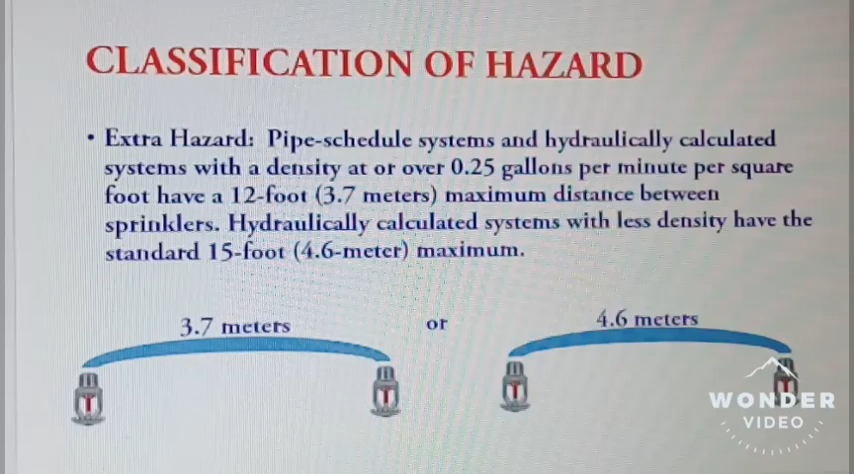 CLASSIFICATION OF HAZARD
• Extra Hazard: Pipe-schedule systems and hydraulically calculated
systems with a density at or over 0.25 gallons per minute per square
foot have a 12-foot (3.7 meters) maximum distance between
sprinklers. Hydraulically calculated systems with less density have the
standard 15-foot (4.6-meter) maximum.
3.7 meters
or
4.6 meters
WONDER
VIDEO